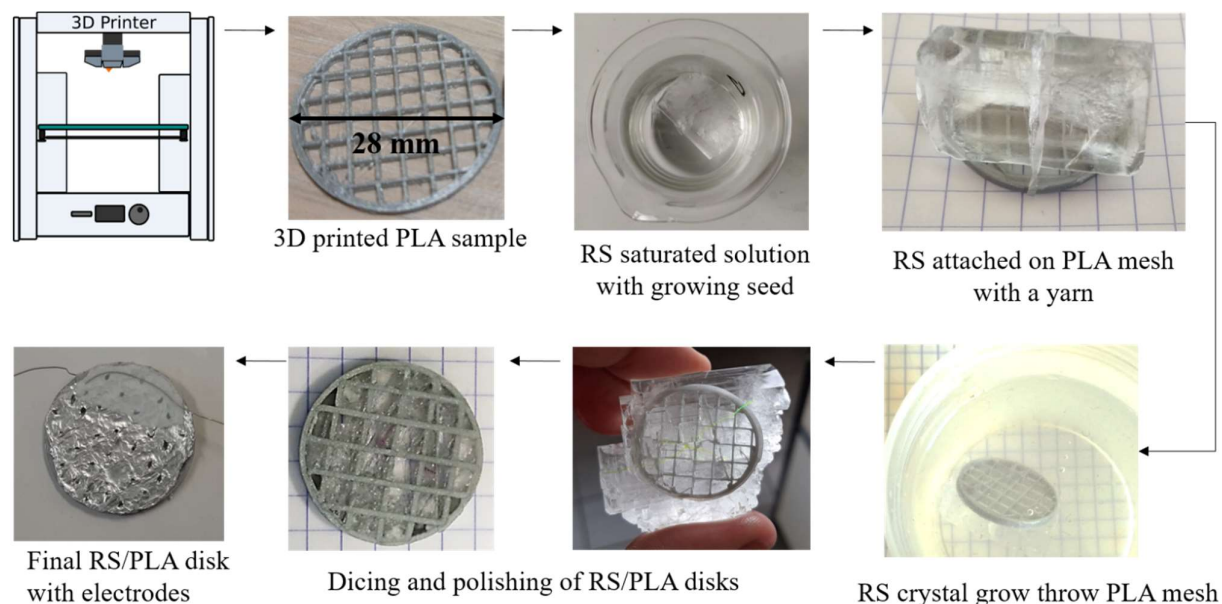 3D Printer
28 mm
3D printed PLA sample
RS saturated solution
with growing seed
RS attached on PLA mesh
with a yarn
Final RS/PLA disk
with electrodes
Dicing and polishing of RS/PLA disks
RS crystal grow throw PLA mesh